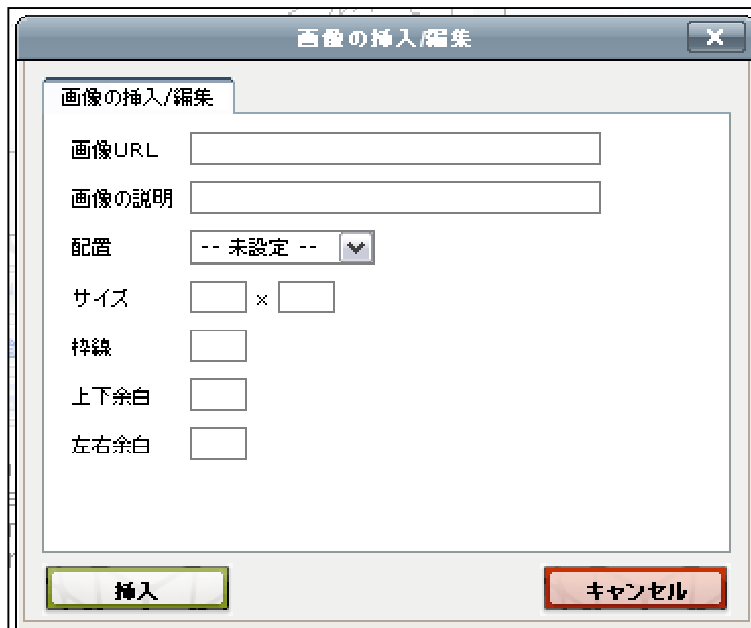 画像の挿入/編集
画像の挿入/編集
画像URL
画像の説明
配置 -- 未設定 --
サイズ ×
枠線
上下余白
左右余白
挿入 キャンセル